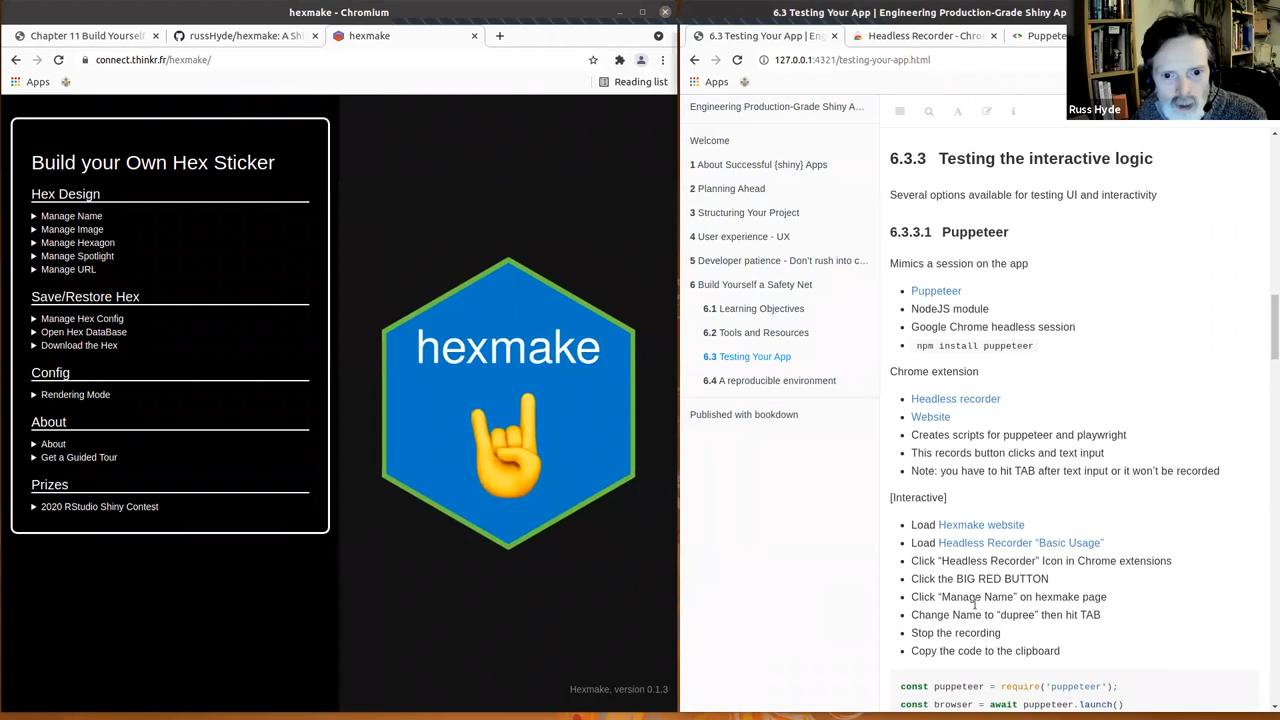 hexmake - Chromium
Chapter 11 Build Yourself
russHyde/hexmake: A Shi
hexmake
connect.thinkr.fr/hexmake/
Apps
Reading list
Build your Own Hex Sticker
Hex Design
Manage Name
Manage Image
Manage Hexagon
Manage Spotlight
Manage URL
Save/Restore Hex
Manage Hex Config
Open Hex DataBase
Download the Hex
Config
Rendering Mode
About
About
Get a Guided Tour
Prizes
2020 RStudio Shiny Contest
hexmake
Hexmake, version 0.1.3
6.3 Testing Your App | Engineering Production-Grade Shiny Ap
6.3 Testing Your App | Eng
Headless Recorder - Chron
Puppete
127.0.0.1:4321/testing-your-app.html
Apps
Russ Hyde
Engineering Production-Grade Shiny A...
Welcome
1 About Successful {shiny} Apps
2 Planning Ahead
3 Structuring Your Project
4 User experience - UX
5 Developer patience - Don't rush into c...
6 Build Yourself a Safety Net
6.1 Learning Objectives
6.2 Tools and Resources
6.3 Testing Your App
6.4 A reproducible environment
Published with bookdown
6.3.3 Testing the interactive logic
Several options available for testing UI and interactivity
6.3.3.1 Puppeteer
Mimics a session on the app
Puppeteer
NodeJS module
Google Chrome headless session
npm install puppeteer
Chrome extension
Headless recorder
Website
Creates scripts for puppeteer and playwright
This records button clicks and text input
Note: you have to hit TAB after text input or it won't be recorded
[Interactive]
Load Hexmake website
Load Headless Recorder “Basic Usage”
Click “Headless Recorder” Icon in Chrome extensions
Click the BIG RED BUTTON
Click “Manage Name” on hexmake page
Change Name to “dupree” then hit TAB
Stop the recording
Copy the code to the clipboard
const puppeteer = require('puppeteer');
const browser = await puppeteer.launch()